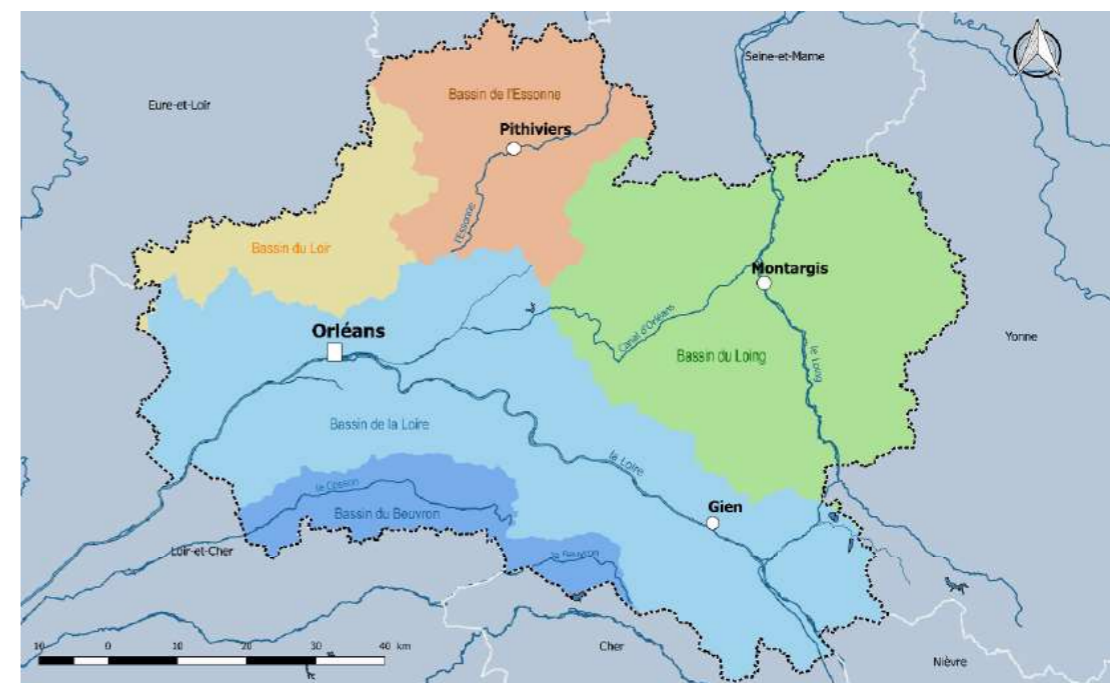 Seine-et-Marne
Bassin de l'Essonne
Eure-et-Loir
Pithiviers
l'Essonne
Bassin du Loir
Montargis
Orléans
Canal d'Orléans
Yonne
Bassin du Loing
le Loing
Bassin de la Loire
la Loire
le Cosson
Gien
Bassin du Beuvron
Loir-et-Cher
le Beuvron
10 0 10 20 30 40 km
Cher
Nièvre